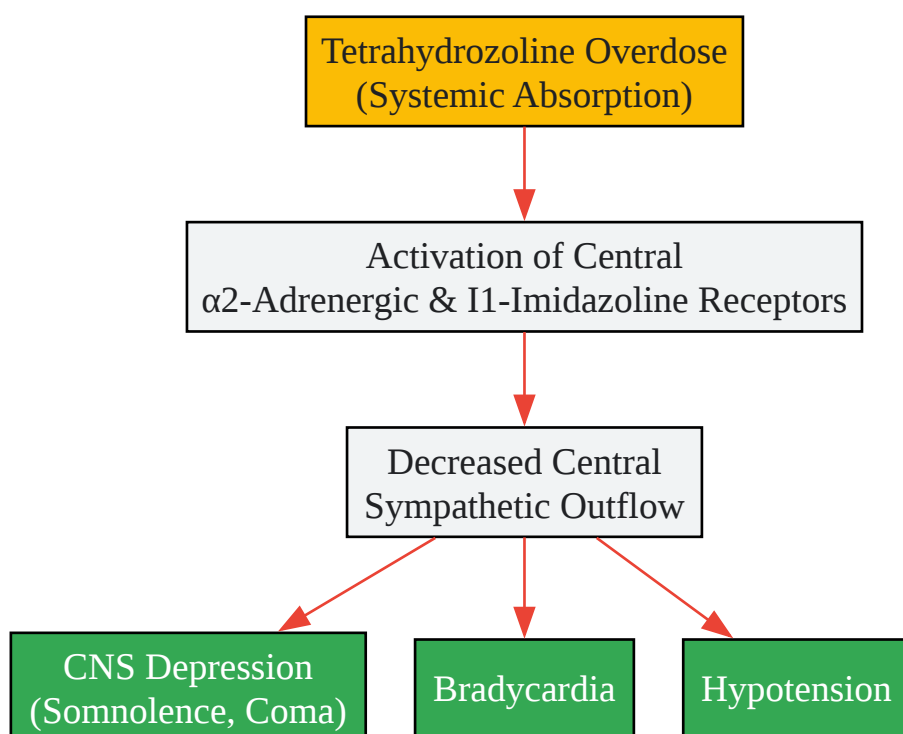 Tetrahydrozoline Overdose
(Systemic Absorption)
Activation of Central
α2-Adrenergic & I1-Imidazoline Receptors
Decreased Central
Sympathetic Outflow
CNS Depression
(Somnolence, Coma)
Bradycardia
Hypotension